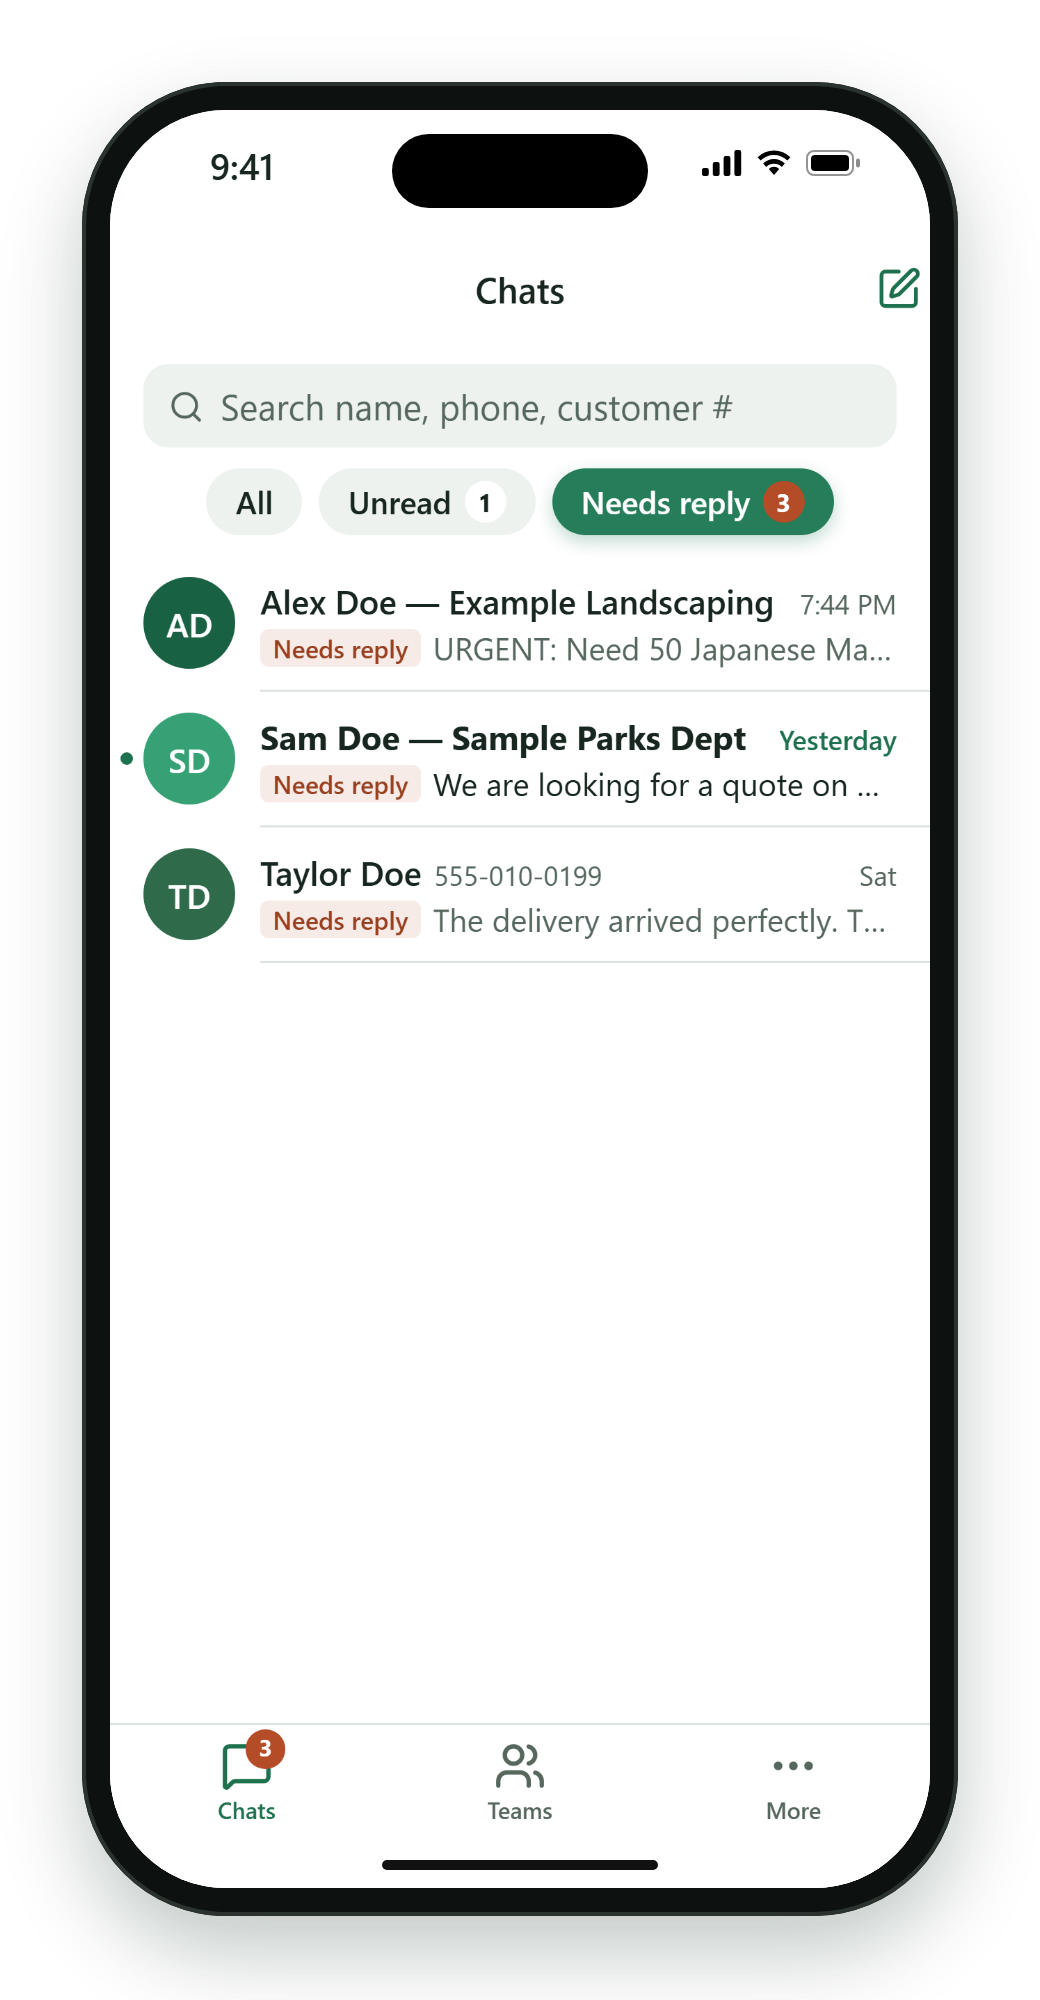 9:41
Chats
Search name, phone, customer #
All Unread 1 Needs reply 3
AD Alex Doe — Example Landscaping 7:44 PM
Needs reply URGENT: Need 50 Japanese Ma...
SD Sam Doe — Sample Parks Dept Yesterday
Needs reply We are looking for a quote on ...
TD Taylor Doe 555-010-0199 Sat
Needs reply The delivery arrived perfectly. T...
3
Chats Teams More